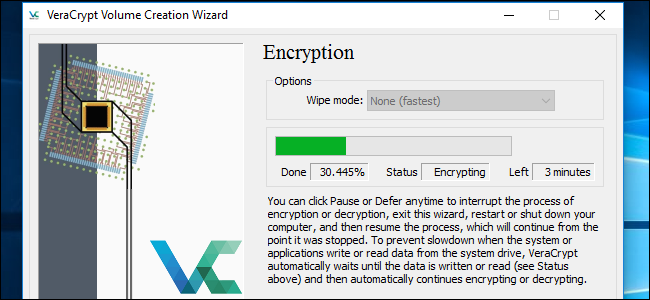 VeraCrypt Volume Creation Wizard
Encryption
Options
Wipe mode: None (fastest)
Done 30.445% Status Encrypting Left 3 minutes
You can click Pause or Defer anytime to interrupt the process of
encryption or decryption, exit this wizard, restart or shut down your
computer, and then resume the process, which will continue from the
point it was stopped. To prevent slowdown when the system or
applications write or read data from the system drive, VeraCrypt
automatically waits until the data is written or read (see Status
above) and then automatically continues encrypting or decrypting.